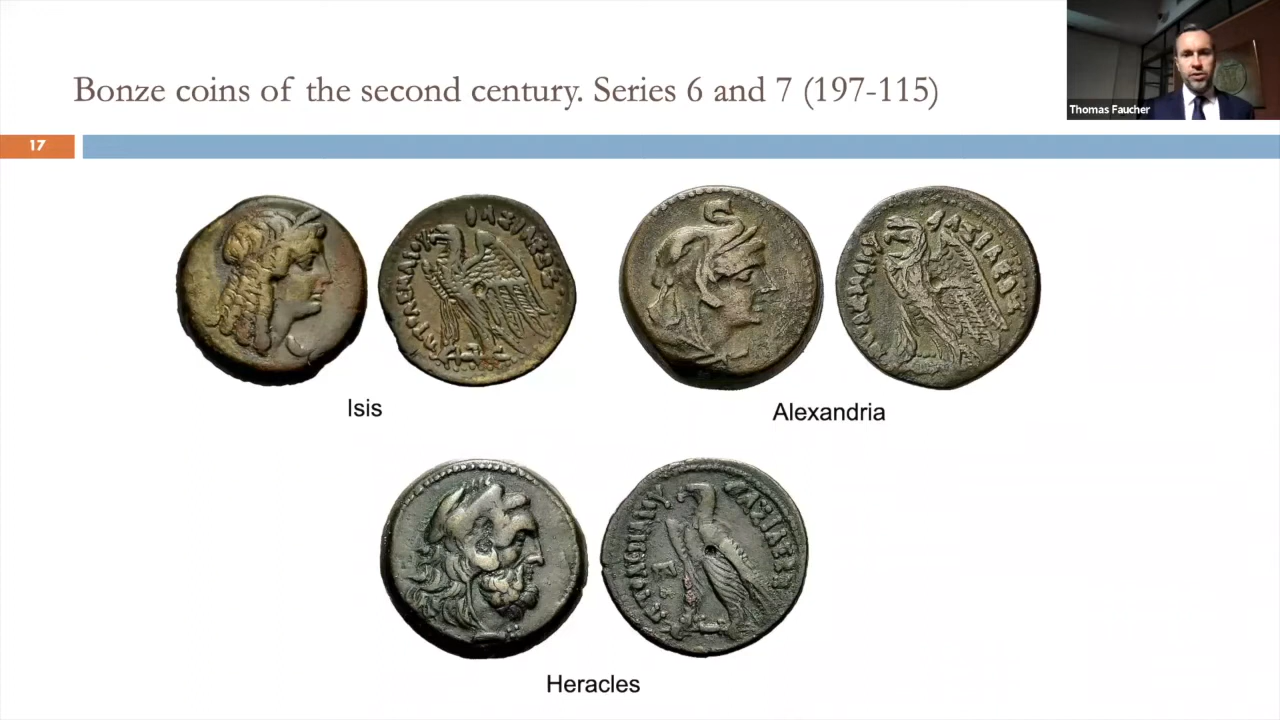 Bonze coins of the second century. Series 6 and 7 (197-115)
Thomas Faucher
17
Isis
Alexandria
Heracles